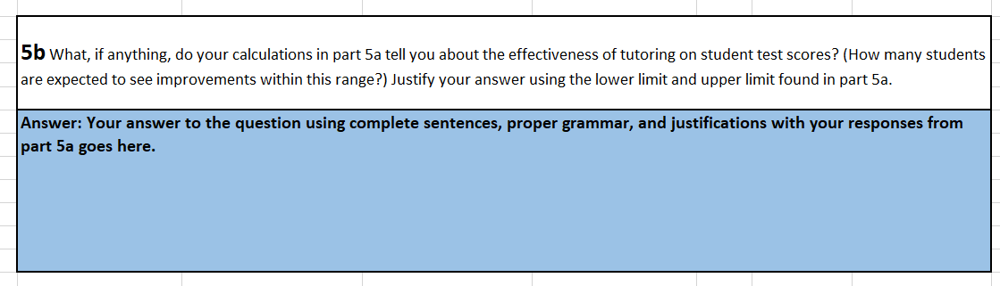 5b What, if anything, do your calculations in part 5a tell you about the effectiveness of tutoring on student test scores? (How many students
are expected to see improvements within this range?) Justify your answer using the lower limit and upper limit found in part 5a.
Answer: Your answer to the question using complete sentences, proper grammar, and justifications with your responses from
part 5a goes here.